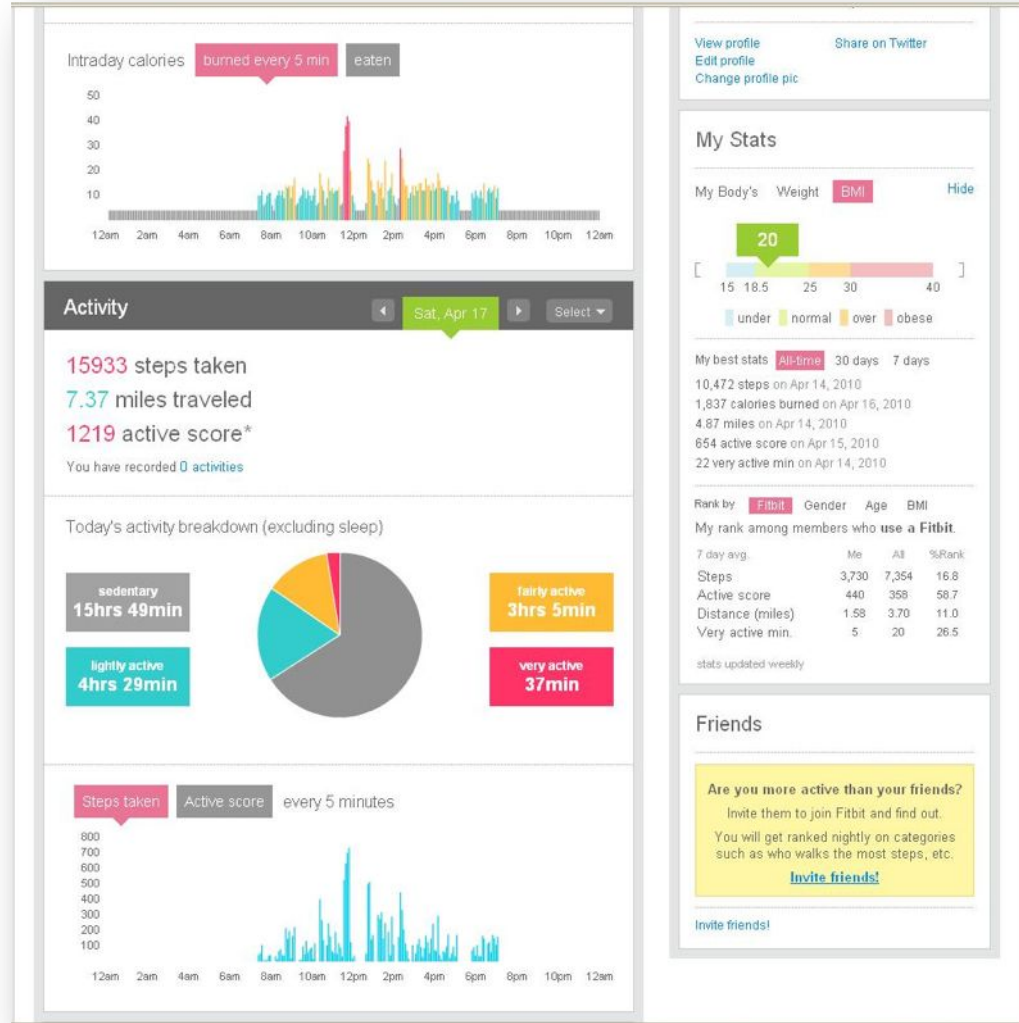 Intraday calories burned every 5 min eaten
50
40
30
20
10
12am 2am 4am 6am 8am 10am 12pm 2pm 4pm 6pm 8pm 10pm 12am
Activity Sat, Apr 17 Select
15933 steps taken
7.37 miles traveled
1219 active score*
You have recorded 0 activities
Today's activity breakdown (excluding sleep)
sedentary
15hrs 49min
lightly active
4hrs 29min
fairly active
3hrs 5min
very active
37min
Steps taken Active score every 5 minutes
800
700
600
500
400
300
200
100
12am 2am 4am 6am 8am 10am 12pm 2pm 4pm 6pm 8pm 10pm 12am
View profile Share on Twitter
Edit profile
Change profile pic
My Stats
My Body's Weight BMI Hide
20
15 18.5 25 30 40
under normal over obese
My best stats All-time 30 days 7 days
10,472 steps on Apr 14, 2010
1,837 calories burned on Apr 16, 2010
4.87 miles on Apr 14, 2010
654 active score on Apr 15, 2010
22 very active min on Apr 14, 2010
Rank by Fitbit Gender Age BMI
My rank among members who use a Fitbit.
7 day avg. Me All %Rank
Steps 3,730 7,354 16.8
Active score 440 358 58.7
Distance (miles) 1.58 3.70 11.0
Very active min. 5 20 26.5
stats updated weekly
Friends
Are you more active than your friends?
Invite them to join Fitbit and find out.
You will get ranked nightly on categories
such as who walks the most steps, etc.
Invite friends!
Invite friends!